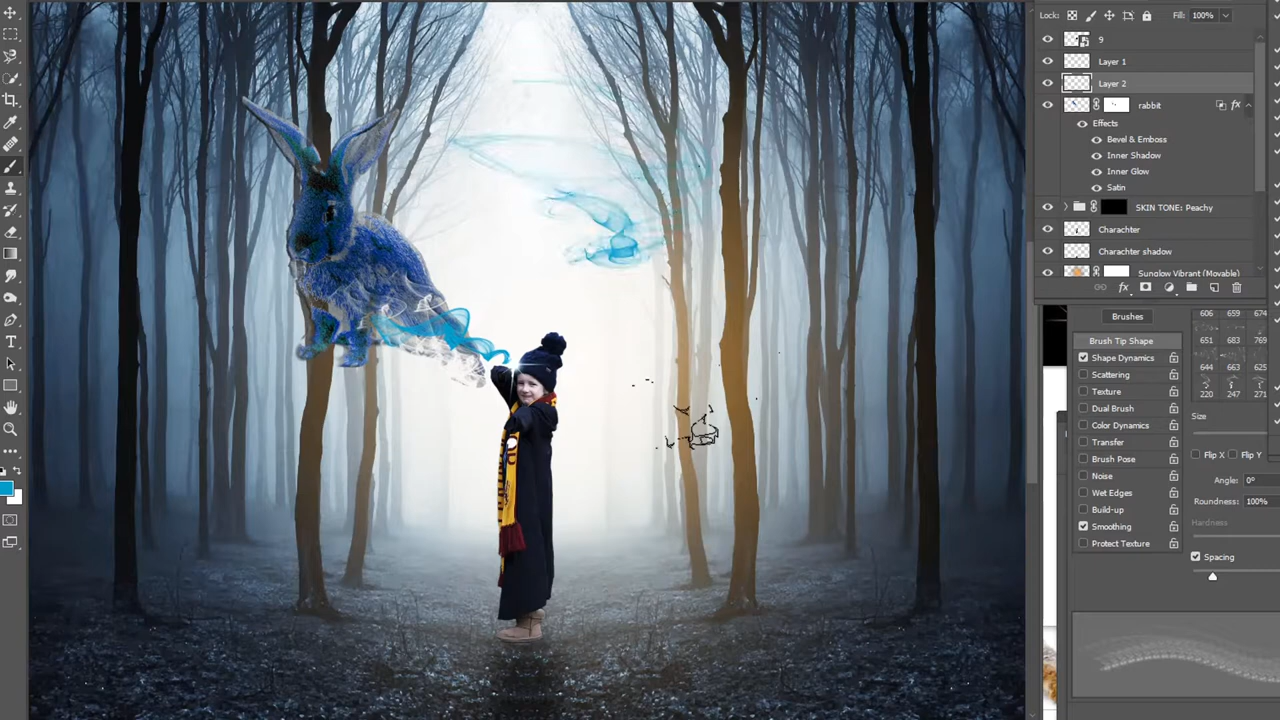 Lock:
Fill: 100%
9
Layer 1
Layer 2
rabbit
fx
Effects
Bevel & Emboss
Inner Shadow
Inner Glow
Satin
SKIN TONE: Peachy
Charachter
Charachter shadow
Sunglow Vibrant (Movable)
fx
Brushes
606 659 674
Brush Tip Shape
651 683 769
Shape Dynamics
Scattering
644 663 625
Texture
220 247 271
Dual Brush
Size
Color Dynamics
Transfer
Flip X Flip Y
Brush Pose
Noise
Angle: 0°
Wet Edges
Roundness: 100%
Build-up
Hardness
Smoothing
Protect Texture
Spacing